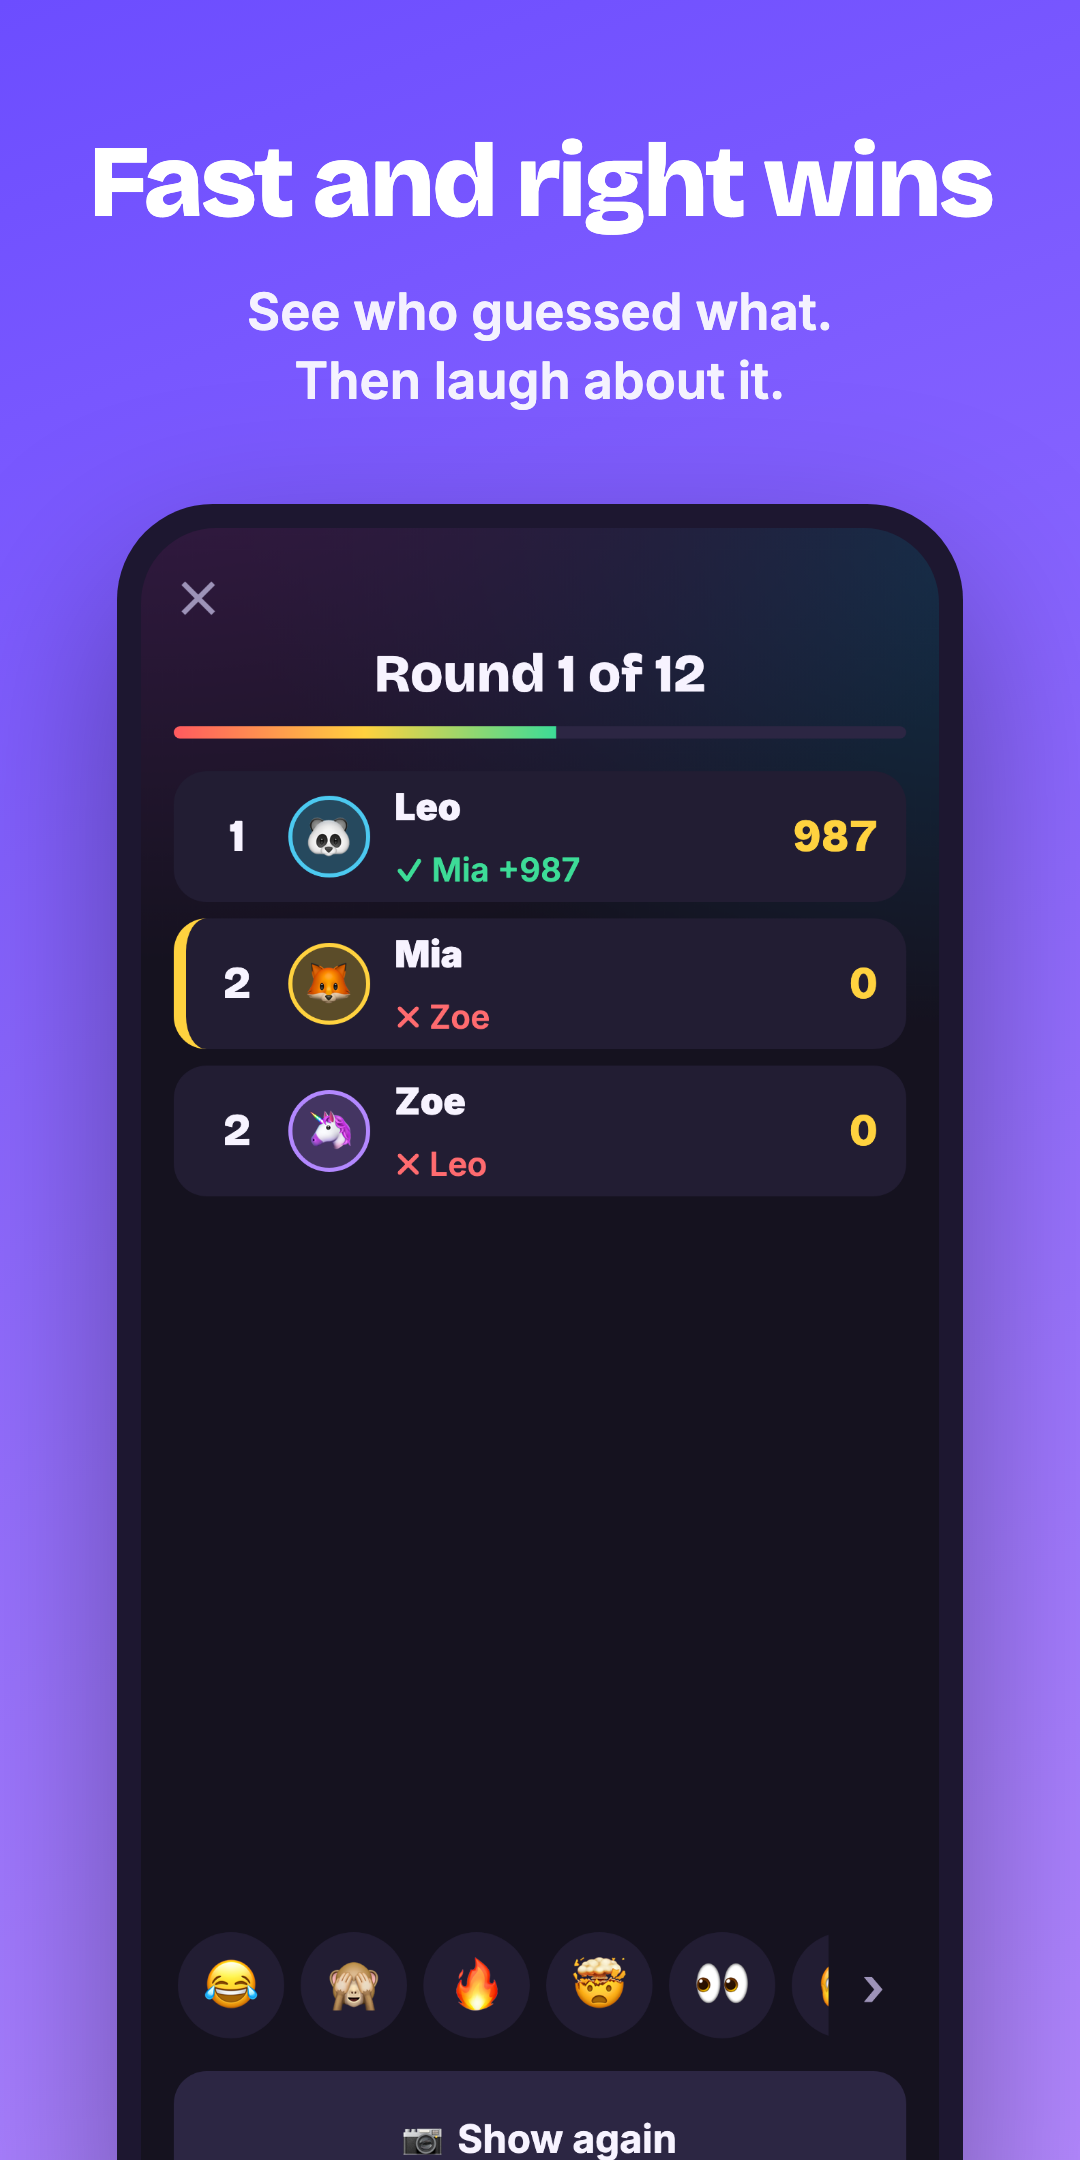 Fast and right wins
See who guessed what.
Then laugh about it.
Round 1 of 12
1
Leo
✓ Mia +987
987
2
Mia
✕ Zoe
0
2
Zoe
✕ Leo
0
Show again